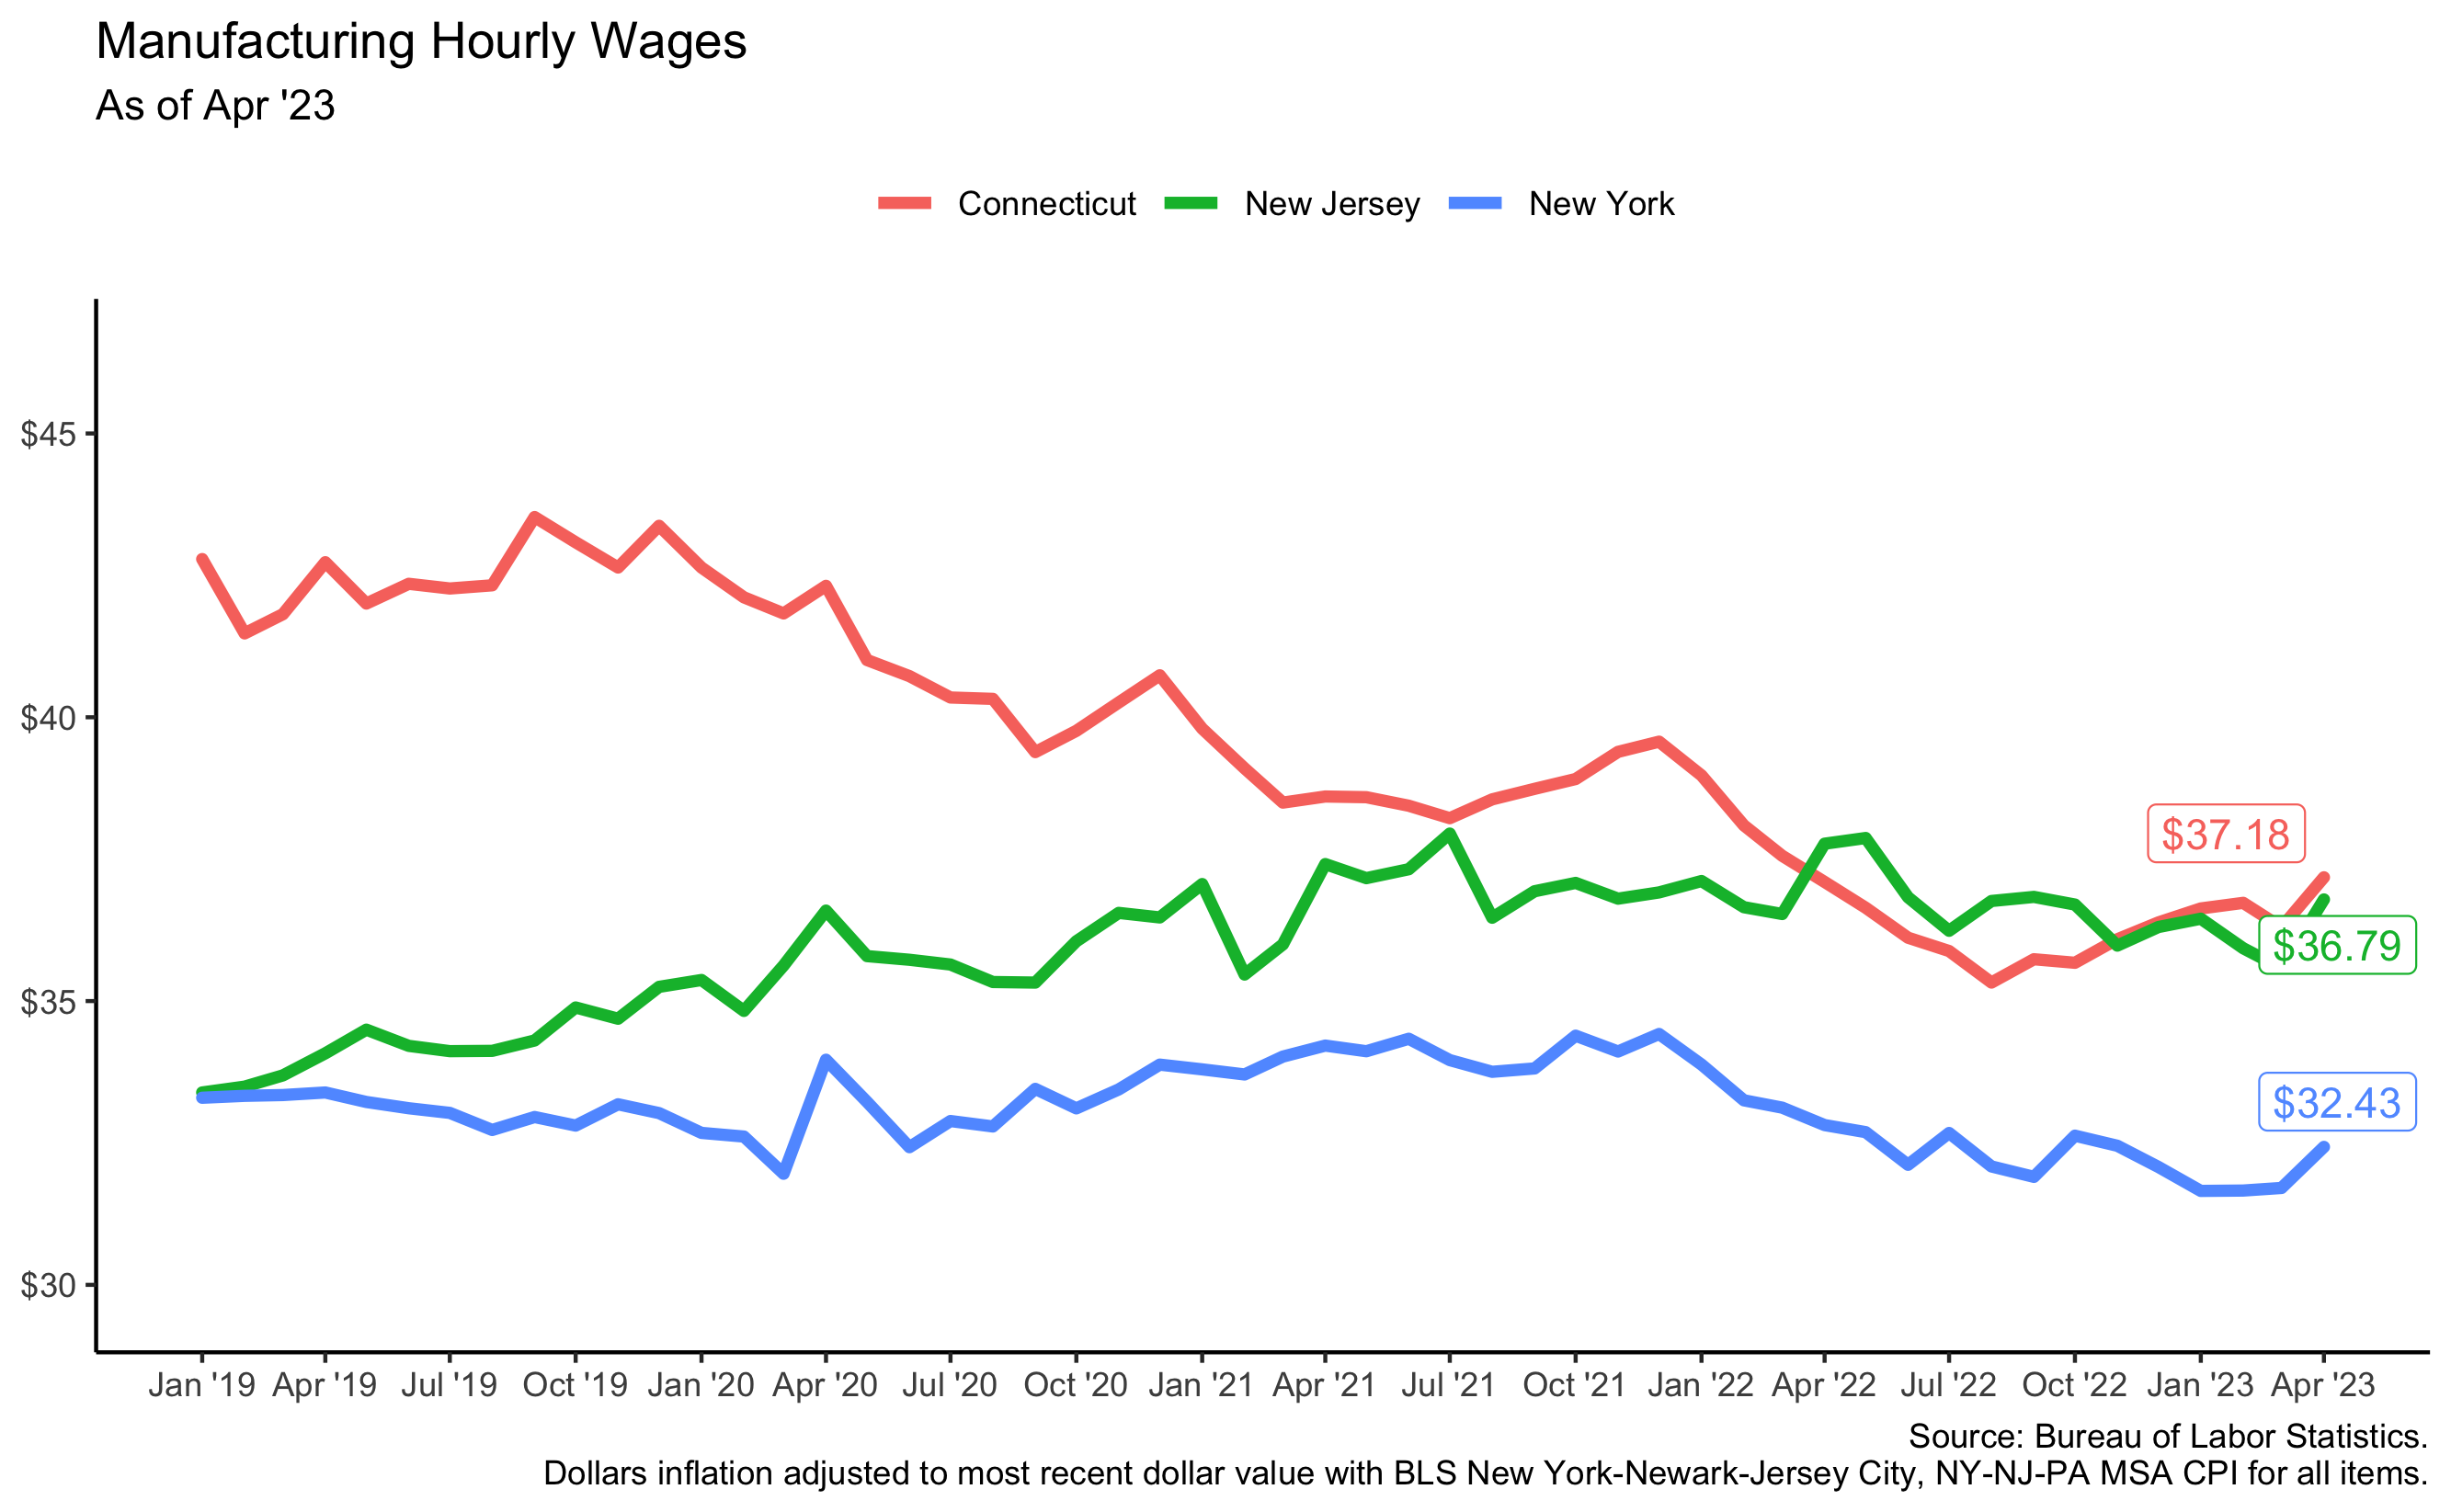 Manufacturing Hourly Wages
As of Apr '23
Connecticut New Jersey New York
$45
$40
$35
$30
$37.18
$36.79
$32.43
Jan '19 Apr '19 Jul '19 Oct '19 Jan '20 Apr '20 Jul '20 Oct '20 Jan '21 Apr '21 Jul '21 Oct '21 Jan '22 Apr '22 Jul '22 Oct '22 Jan '23 Apr '23
Source: Bureau of Labor Statistics.
Dollars inflation adjusted to most recent dollar value with BLS New York-Newark-Jersey City, NY-NJ-PA MSA CPI for all items.